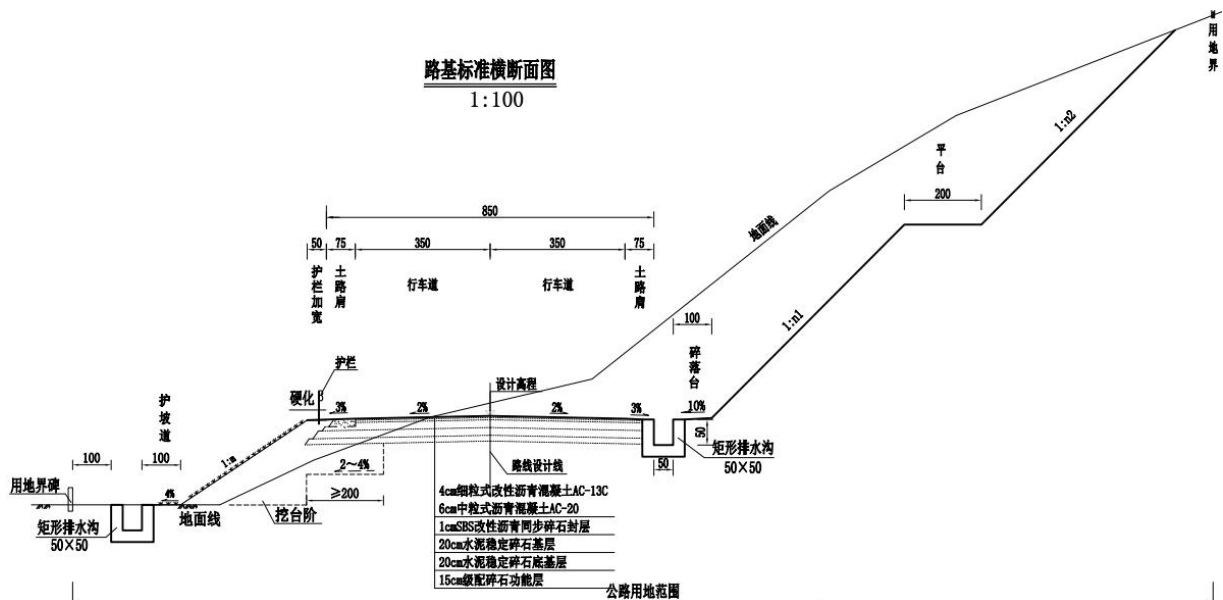 路基标准横断面图
1:100
用地界
1:n2
平台
200
850
地面线
50
75
350
350
75
护栏加宽
土路肩
行车道
行车道
土路肩
1:n1
100
碎落台
护栏
硬化
设计高程
3%
2%
2%
3%
10%
护坡道
50
矩形排水沟
50×50
50
100
100
1:m
2~4%
路线设计线
用地界碑
4%
≥200
4cm细粒式改性沥青混凝土AC-13C
6cm中粒式沥青混凝土AC-20
1cmSBS改性沥青同步碎石封层
20cm水泥稳定碎石基层
20cm水泥稳定碎石底基层
15cm级配碎石功能层
矩形排水沟
50×50
地面线
挖台阶
公路用地范围